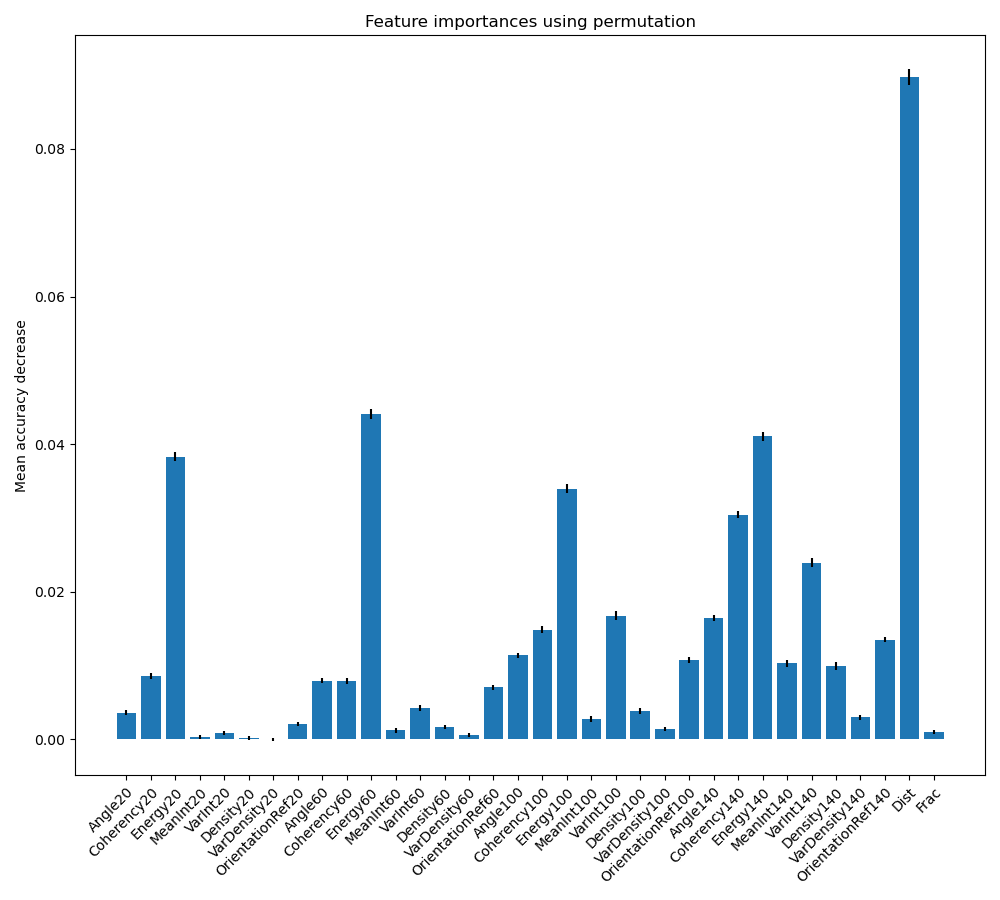 Feature importances using permutation
Mean accuracy decrease
0.08
0.06
0.04
0.02
0.00
Angle20
Coherency20
Energy20
MeanInt20
VarInt20
Density20
VarDensity20
OrientationRef20
Angle60
Coherency60
Energy60
MeanInt60
VarInt60
Density60
VarDensity60
OrientationRef60
Angle100
Coherency100
Energy100
MeanInt100
VarInt100
Density100
VarDensity100
OrientationRef100
Angle140
Coherency140
Energy140
MeanInt140
VarInt140
Density140
VarDensity140
OrientationRef140
Dist
Frac